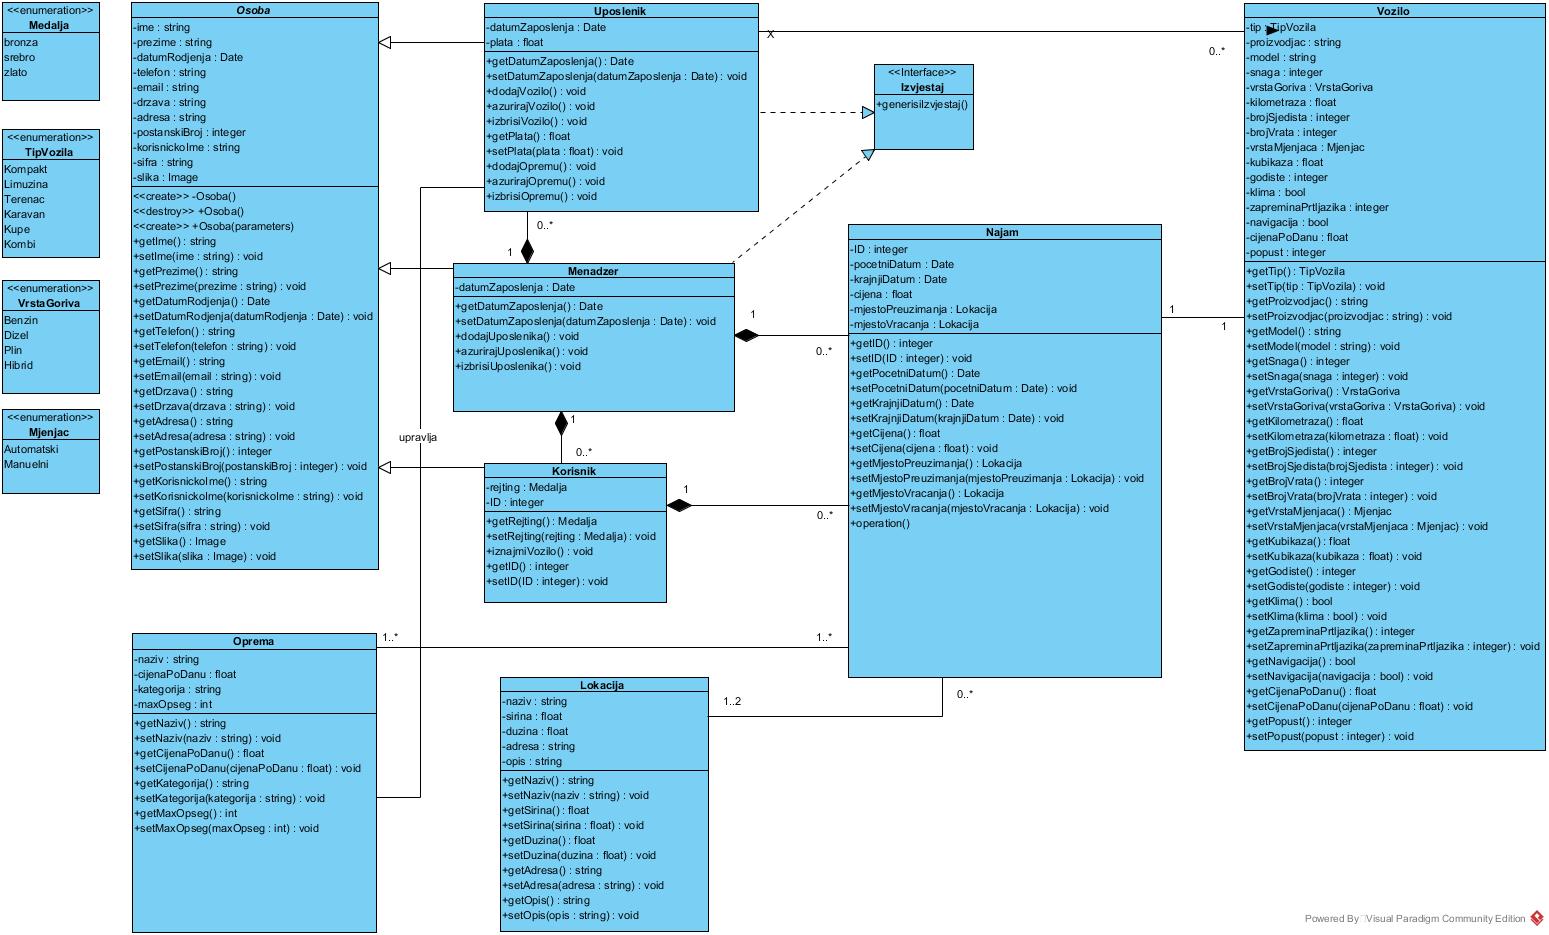 <<enumeration>>
Medalja
bronza
srebro
zlato
<<enumeration>>
TipVozila
Kompakt
Limuzina
Terenac
Karavan
Kupe
Kombi
<<enumeration>>
VrstaGoriva
Benzin
Dizel
Plin
Hibrid
<<enumeration>>
Mjenjac
Automatski
Manuelni
Osoba
-ime : string
-prezime : string
-datumRodjenja : Date
-telefon : string
-email : string
-drzava : string
-adresa : string
-postanskiBroj : integer
-korisnickoIme : string
-sifra : string
-slika : Image
<<create>> -Osoba()
<<destroy>> +Osoba()
<<create>> +Osoba(parameters)
+getIme() : string
+setIme(ime : string) : void
+getPrezime() : string
+setPrezime(prezime : string) : void
+getDatumRodjenja() : Date
+setDatumRodjenja(datumRodjenja : Date) : void
+getTelefon() : string
+setTelefon(telefon : string) : void
+getEmail() : string
+setEmail(email : string) : void
+getDrzava() : string
+setDrzava(drzava : string) : void
+getAdresa() : string
+setAdresa(adresa : string) : void
+getPostanskiBroj() : integer
+setPostanskiBroj(postanskiBroj : integer) : void
+getKorisnickoIme() : string
+setKorisnickoIme(korisnickoIme : string) : void
+getSifra() : string
+setSifra(sifra : string) : void
+getSlika() : Image
+setSlika(slika : Image) : void
Uposlenik
-datumZaposlenja : Date
-plata : float
+getDatumZaposlenja() : Date
+setDatumZaposlenja(datumZaposlenja : Date) : void
+dodajVozilo() : void
+azurirajVozilo() : void
+izbrisiVozilo() : void
+getPlata() : float
+setPlata(plata : float) : void
+dodajOpremu() : void
+azurirajOpremu() : void
+izbrisiOpremu() : void
X
0..*
<<Interface>>
Izvjestaj
+generisiIzvjestaj()
0..*
1
Menadzer
-datumZaposlenja : Date
+getDatumZaposlenja() : Date
+setDatumZaposlenja(datumZaposlenja : Date) : void
+dodajUposlenika() : void
+azurirajUposlenika() : void
+izbrisiUposlenika() : void
1
0..*
1
0..*
upravlja
Korisnik
-rejting : Medalja
-ID : integer
+getRejting() : Medalja
+setRejting(rejting : Medalja) : void
+iznajmiVozilo() : void
+getID() : integer
+setID(ID : integer) : void
1
0..*
Najam
-ID : integer
-pocetniDatum : Date
-krajnjiDatum : Date
-cijena : float
-mjestoPreuzimanja : Lokacija
-mjestoVracanja : Lokacija
+getID() : integer
+setID(ID : integer) : void
+getPocetniDatum() : Date
+setPocetniDatum(pocetniDatum : Date) : void
+getKrajnjiDatum() : Date
+setKrajnjiDatum(krajnjiDatum : Date) : void
+getCijena() : float
+setCijena(cijena : float) : void
+getMjestoPreuzimanja() : Lokacija
+setMjestoPreuzimanja(mjestoPreuzimanja : Lokacija) : void
+getMjestoVracanja() : Lokacija
+setMjestoVracanja(mjestoVracanja : Lokacija) : void
+operation()
1
1
Vozilo
-tip : TipVozila
-proizvodjac : string
-model : string
-snaga : integer
-vrstaGoriva : VrstaGoriva
-kilometraza : float
-brojSjedista : integer
-brojVrata : integer
-vrstaMjenjaca : Mjenjac
-kubikaza : float
-godiste : integer
-klima : bool
-zapreminaPrtljazika : integer
-navigacija : bool
-cijenaPoDanu : float
-popust : integer
+getTip() : TipVozila
+setTip(tip : TipVozila) : void
+getProizvodjac() : string
+setProizvodjac(proizvodjac : string) : void
+getModel() : string
+setModel(model : string) : void
+getSnaga() : integer
+setSnaga(snaga : integer) : void
+getVrstaGoriva() : VrstaGoriva
+setVrstaGoriva(vrstaGoriva : VrstaGoriva) : void
+getKilometraza() : float
+setKilometraza(kilometraza : float) : void
+getBrojSjedista() : integer
+setBrojSjedista(brojSjedista : integer) : void
+getBrojVrata() : integer
+setBrojVrata(brojVrata : integer) : void
+getVrstaMjenjaca() : Mjenjac
+setVrstaMjenjaca(vrstaMjenjaca : Mjenjac) : void
+getKubikaza() : float
+setKubikaza(kubikaza : float) : void
+getGodiste() : integer
+setGodiste(godiste : integer) : void
+getKlima() : bool
+setKlima(klima : bool) : void
+getZapreminaPrtljazika() : integer
+setZapreminaPrtljazika(zapreminaPrtljazika : integer) : void
+getNavigacija() : bool
+setNavigacija(navigacija : bool) : void
+getCijenaPoDanu() : float
+setCijenaPoDanu(cijenaPoDanu : float) : void
+getPopust() : integer
+setPopust(popust : integer) : void
Oprema
-naziv : string
-cijenaPoDanu : float
-kategorija : string
-maxOpseg : int
+getNaziv() : string
+setNaziv(naziv : string) : void
+getCijenaPoDanu() : float
+setCijenaPoDanu(cijenaPoDanu : float) : void
+getKategorija() : string
+setKategorija(kategorija : string) : void
+getMaxOpseg() : int
+setMaxOpseg(maxOpseg : int) : void
1..*
1..*
Lokacija
-naziv : string
-sirina : float
-duzina : float
-adresa : string
-opis : string
+getNaziv() : string
+setNaziv(naziv : string) : void
+getSirina() : float
+setSirina(sirina : float) : void
+getDuzina() : float
+setDuzina(duzina : float) : void
+getAdresa() : string
+setAdresa(adresa : string) : void
+getOpis() : string
+setOpis(opis : string) : void
1..2
0..*
Powered By Visual Paradigm Community Edition